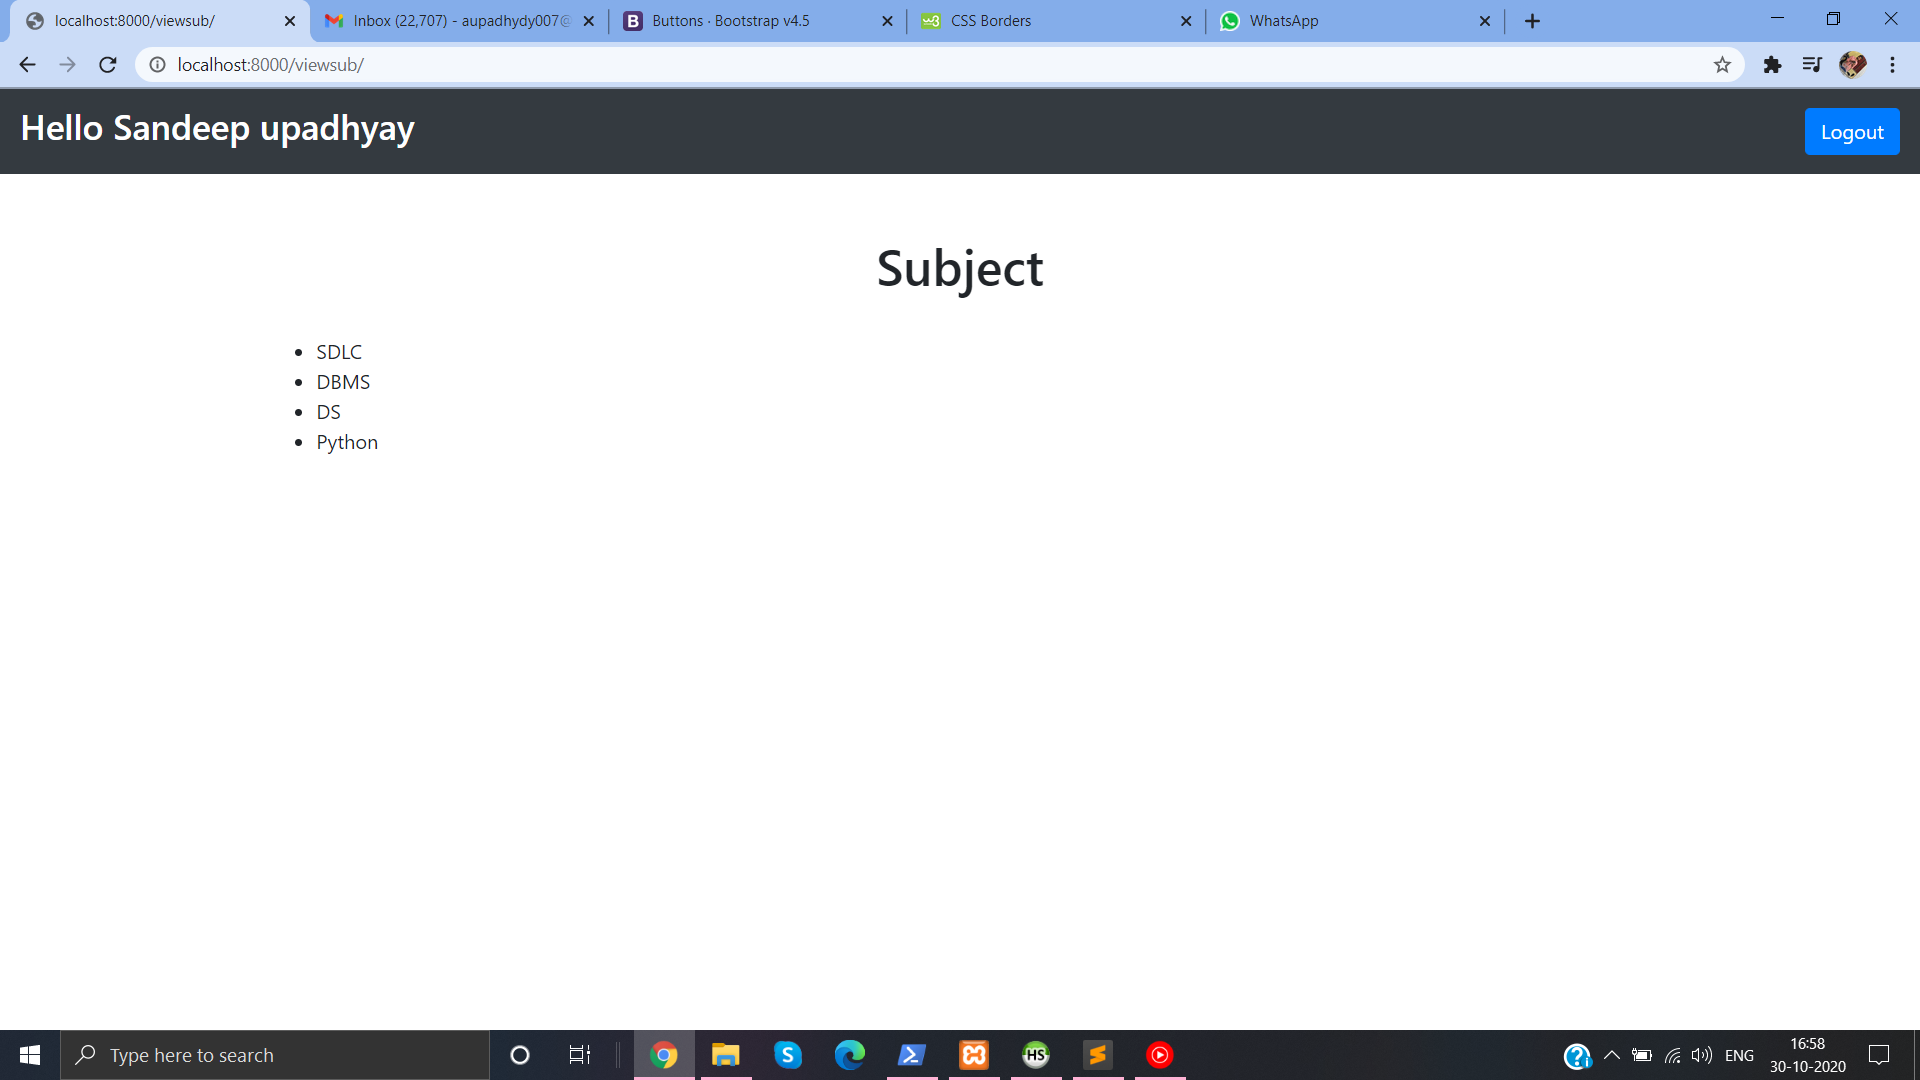 localhost:8000/viewsub/
Inbox (22,707) - aupadhydy007@
Buttons · Bootstrap v4.5
CSS Borders
WhatsApp
localhost:8000/viewsub/
Hello Sandeep upadhyay
Logout
Subject
SDLC
DBMS
DS
Python
Type here to search
HS
ENG
16:58
30-10-2020